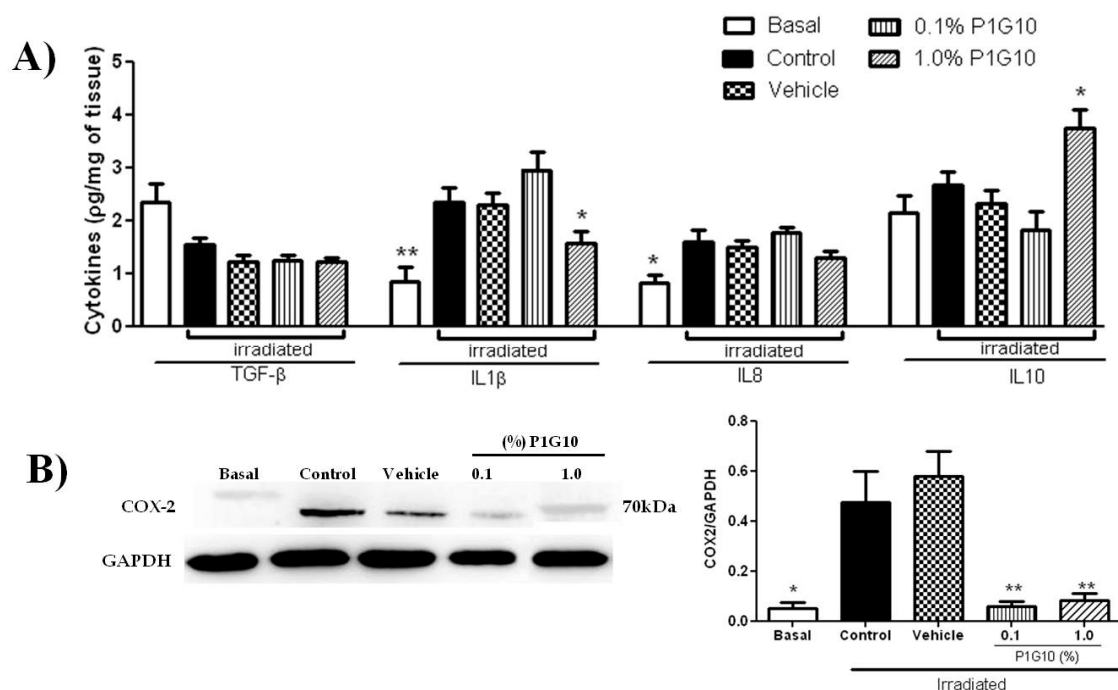 A)
Basal
Control
Vehicle
0.1% P1G10
1.0% P1G10
Cytokines (ρg/mg of tissue)
5
4
3
2
1
0
** * * *
irradiated irradiated irradiated irradiated
TGF-β IL1β IL8 IL10
B)
(%) P1G10
Basal Control Vehicle 0.1 1.0
COX-2 70kDa
GAPDH
COX2/GAPDH
0.8
0.6
0.4
0.2
0.0
* ** **
Basal Control Vehicle 0.1 1.0
P1G10 (%)
Irradiated